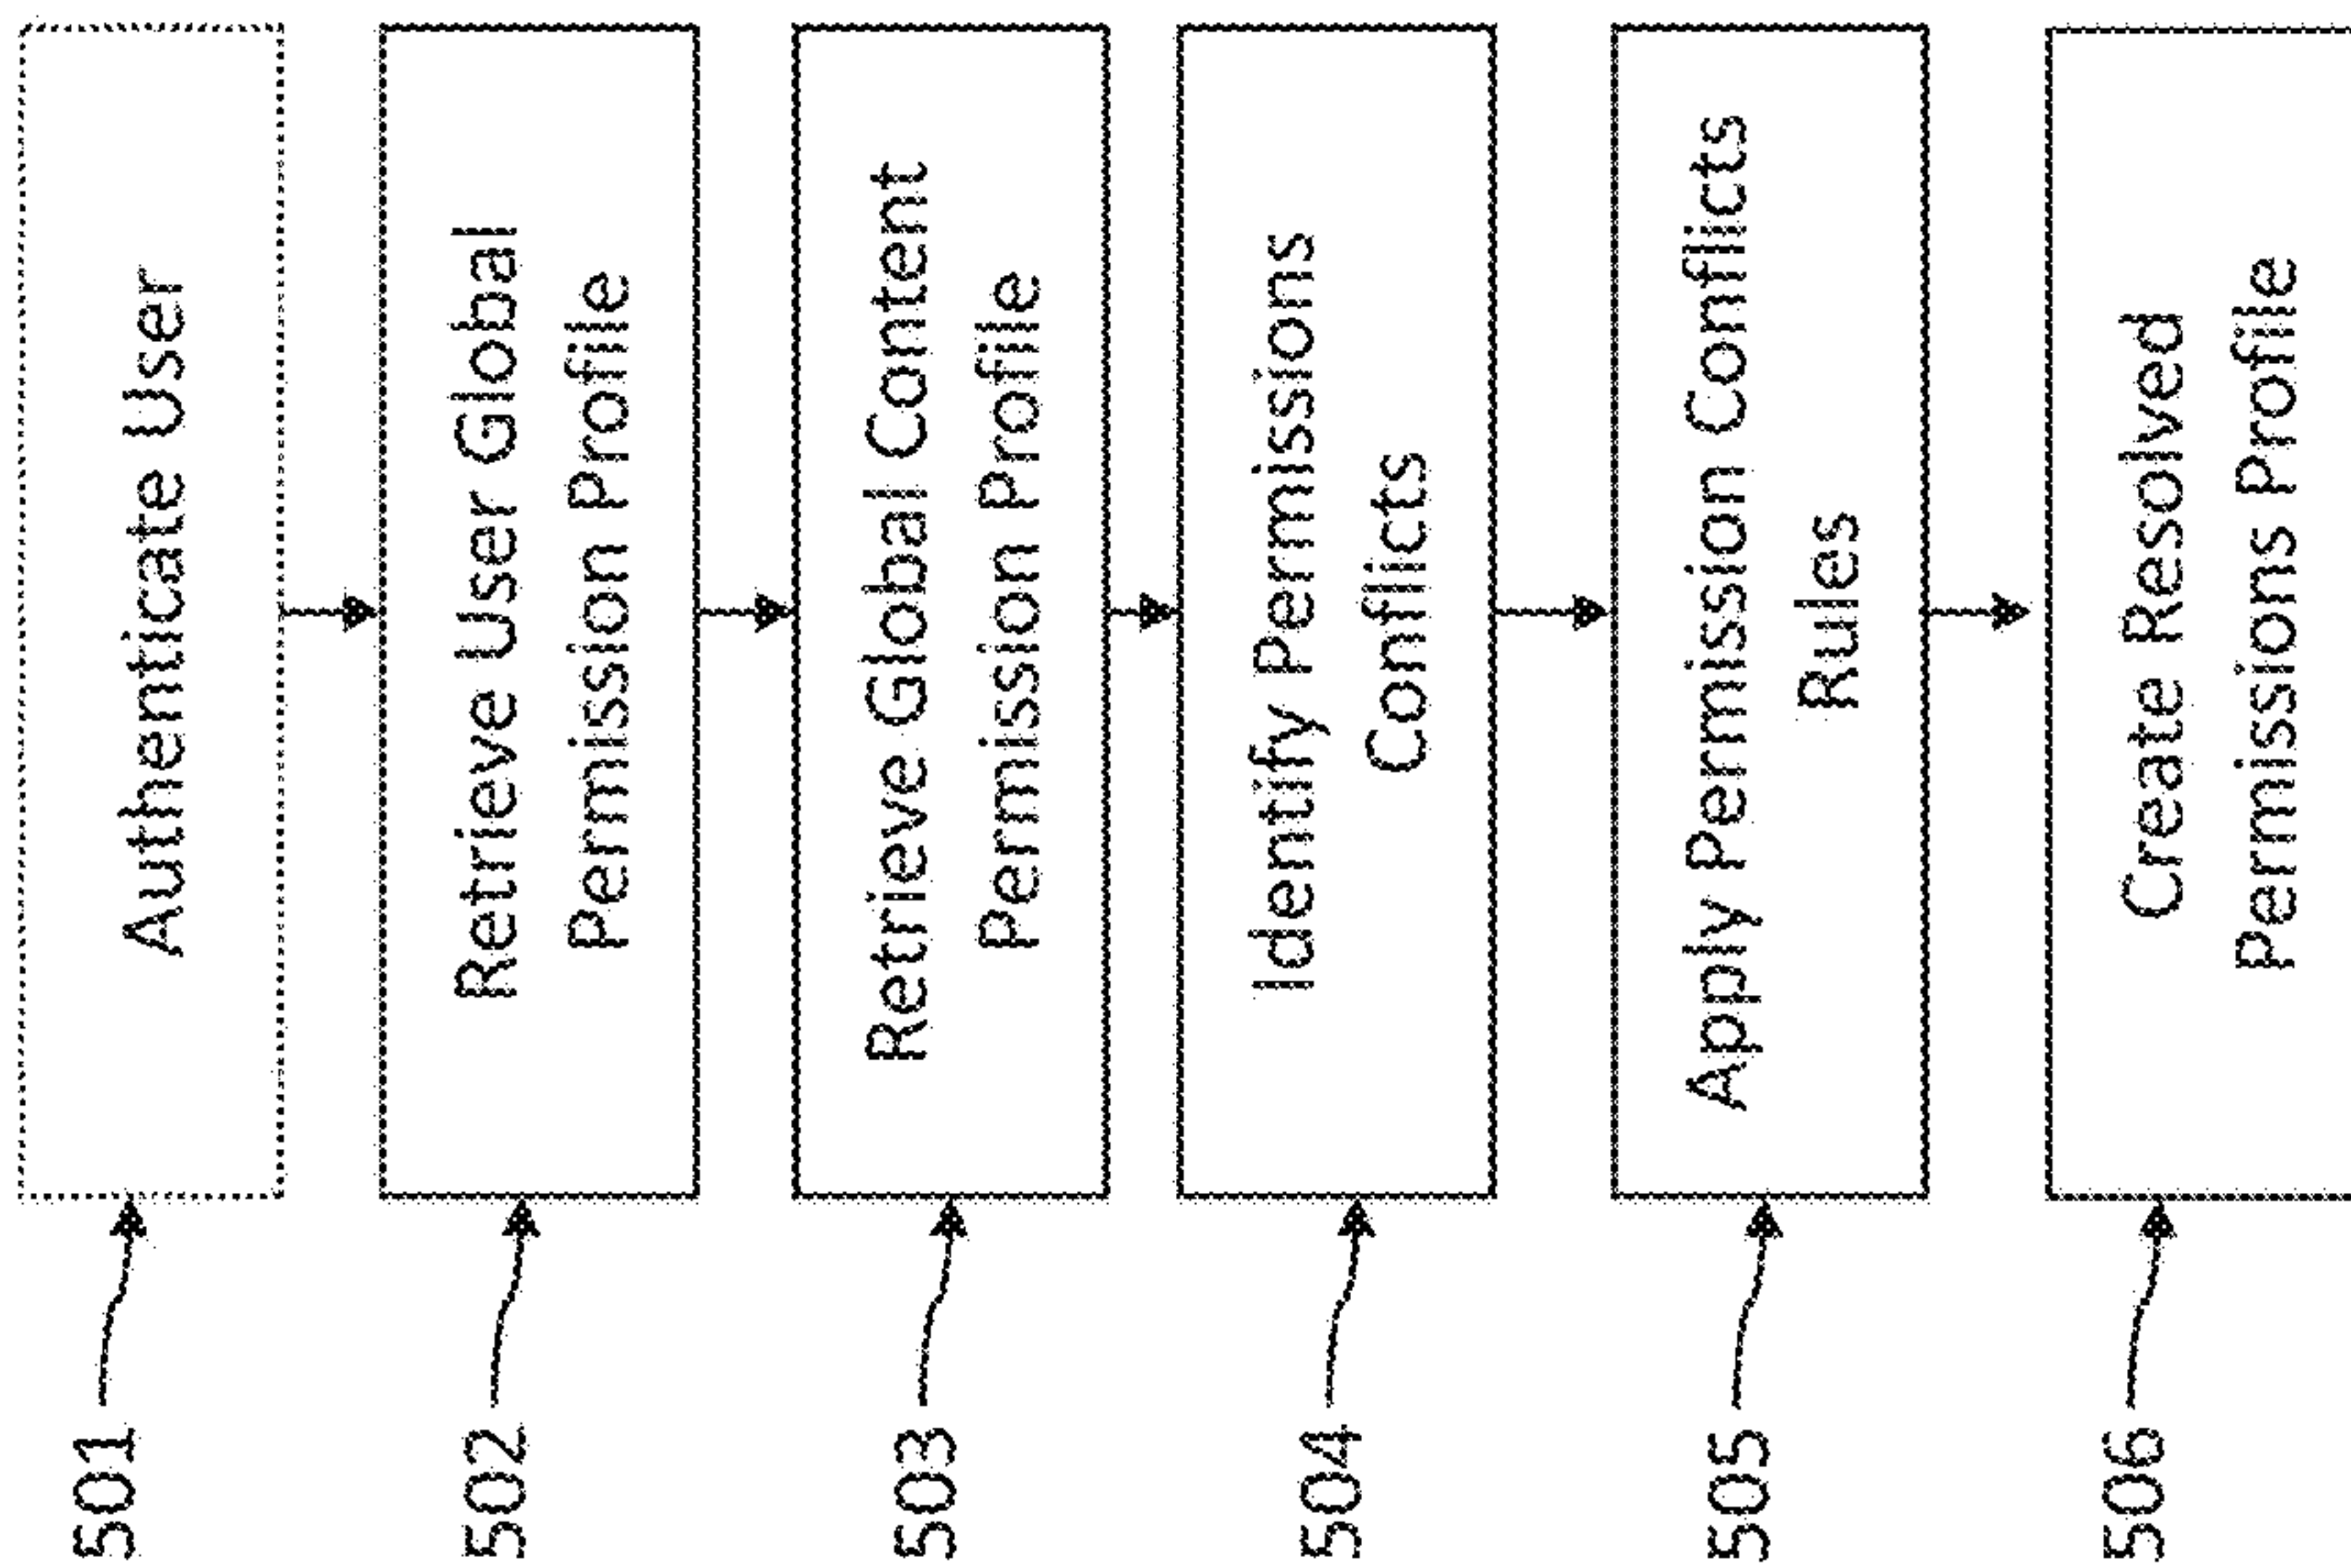 501
Authenticate User
502
Retrieve User Global
Permission Profile
503
Retrieve Global Content
Permission Profile
504
Identify Permissions
Conflicts
505
Apply Permission Conflicts
Rules
506
Create Resolved
Permissions Profile